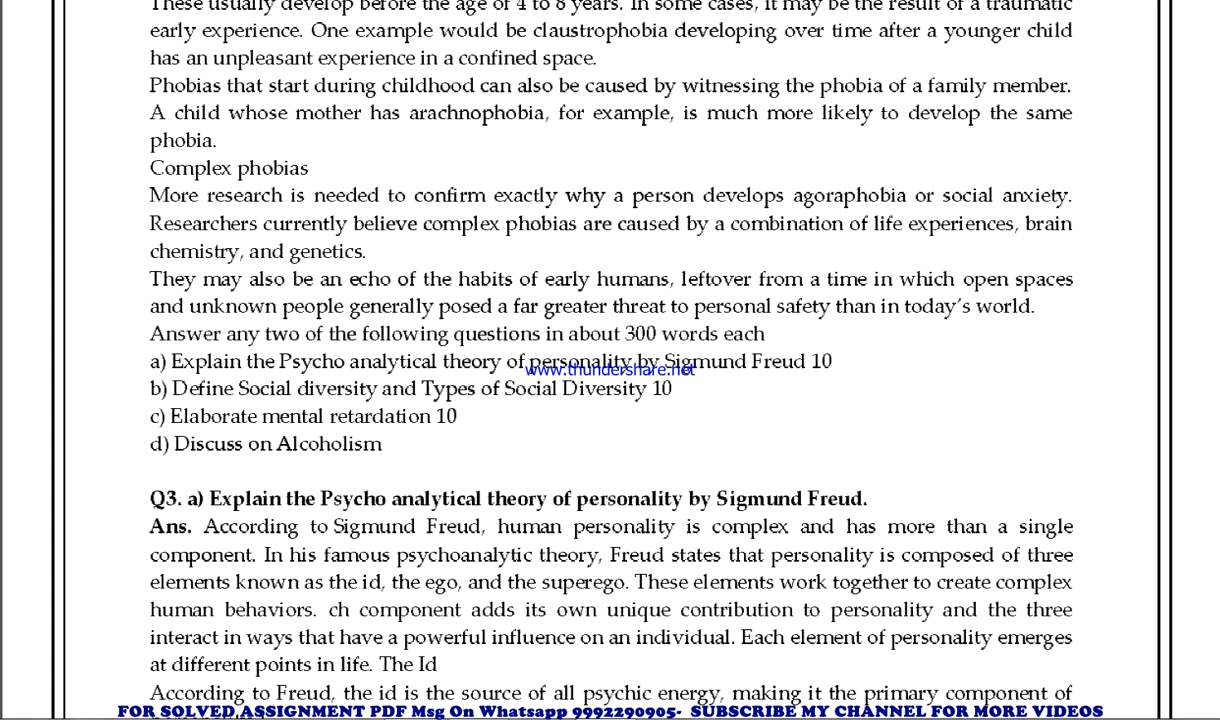 These usually develop before the age of 4 to 8 years. In some cases, it may be the result of a traumatic
early experience. One example would be claustrophobia developing over time after a younger child
has an unpleasant experience in a confined space.
Phobias that start during childhood can also be caused by witnessing the phobia of a family member.
A child whose mother has arachnophobia, for example, is much more likely to develop the same
phobia.
Complex phobias
More research is needed to confirm exactly why a person develops agoraphobia or social anxiety.
Researchers currently believe complex phobias are caused by a combination of life experiences, brain
chemistry, and genetics.
They may also be an echo of the habits of early humans, leftover from a time in which open spaces
and unknown people generally posed a far greater threat to personal safety than in today’s world.
Answer any two of the following questions in about 300 words each
a) Explain the Psycho analytical theory of personality by Sigmund Freud 10
www.thundershare.net
b) Define Social diversity and Types of Social Diversity 10
c) Elaborate mental retardation 10
d) Discuss on Alcoholism
Q3. a) Explain the Psycho analytical theory of personality by Sigmund Freud.
Ans. According to Sigmund Freud, human personality is complex and has more than a single
component. In his famous psychoanalytic theory, Freud states that personality is composed of three
elements known as the id, the ego, and the superego. These elements work together to create complex
human behaviors. ch component adds its own unique contribution to personality and the three
interact in ways that have a powerful influence on an individual. Each element of personality emerges
at different points in life. The Id
According to Freud, the id is the source of all psychic energy, making it the primary component of
FOR SOLVED ASSIGNMENT PDF Msg On Whatsapp 9992290905- SUBSCRIBE MY CHANNEL FOR MORE VIDEOS